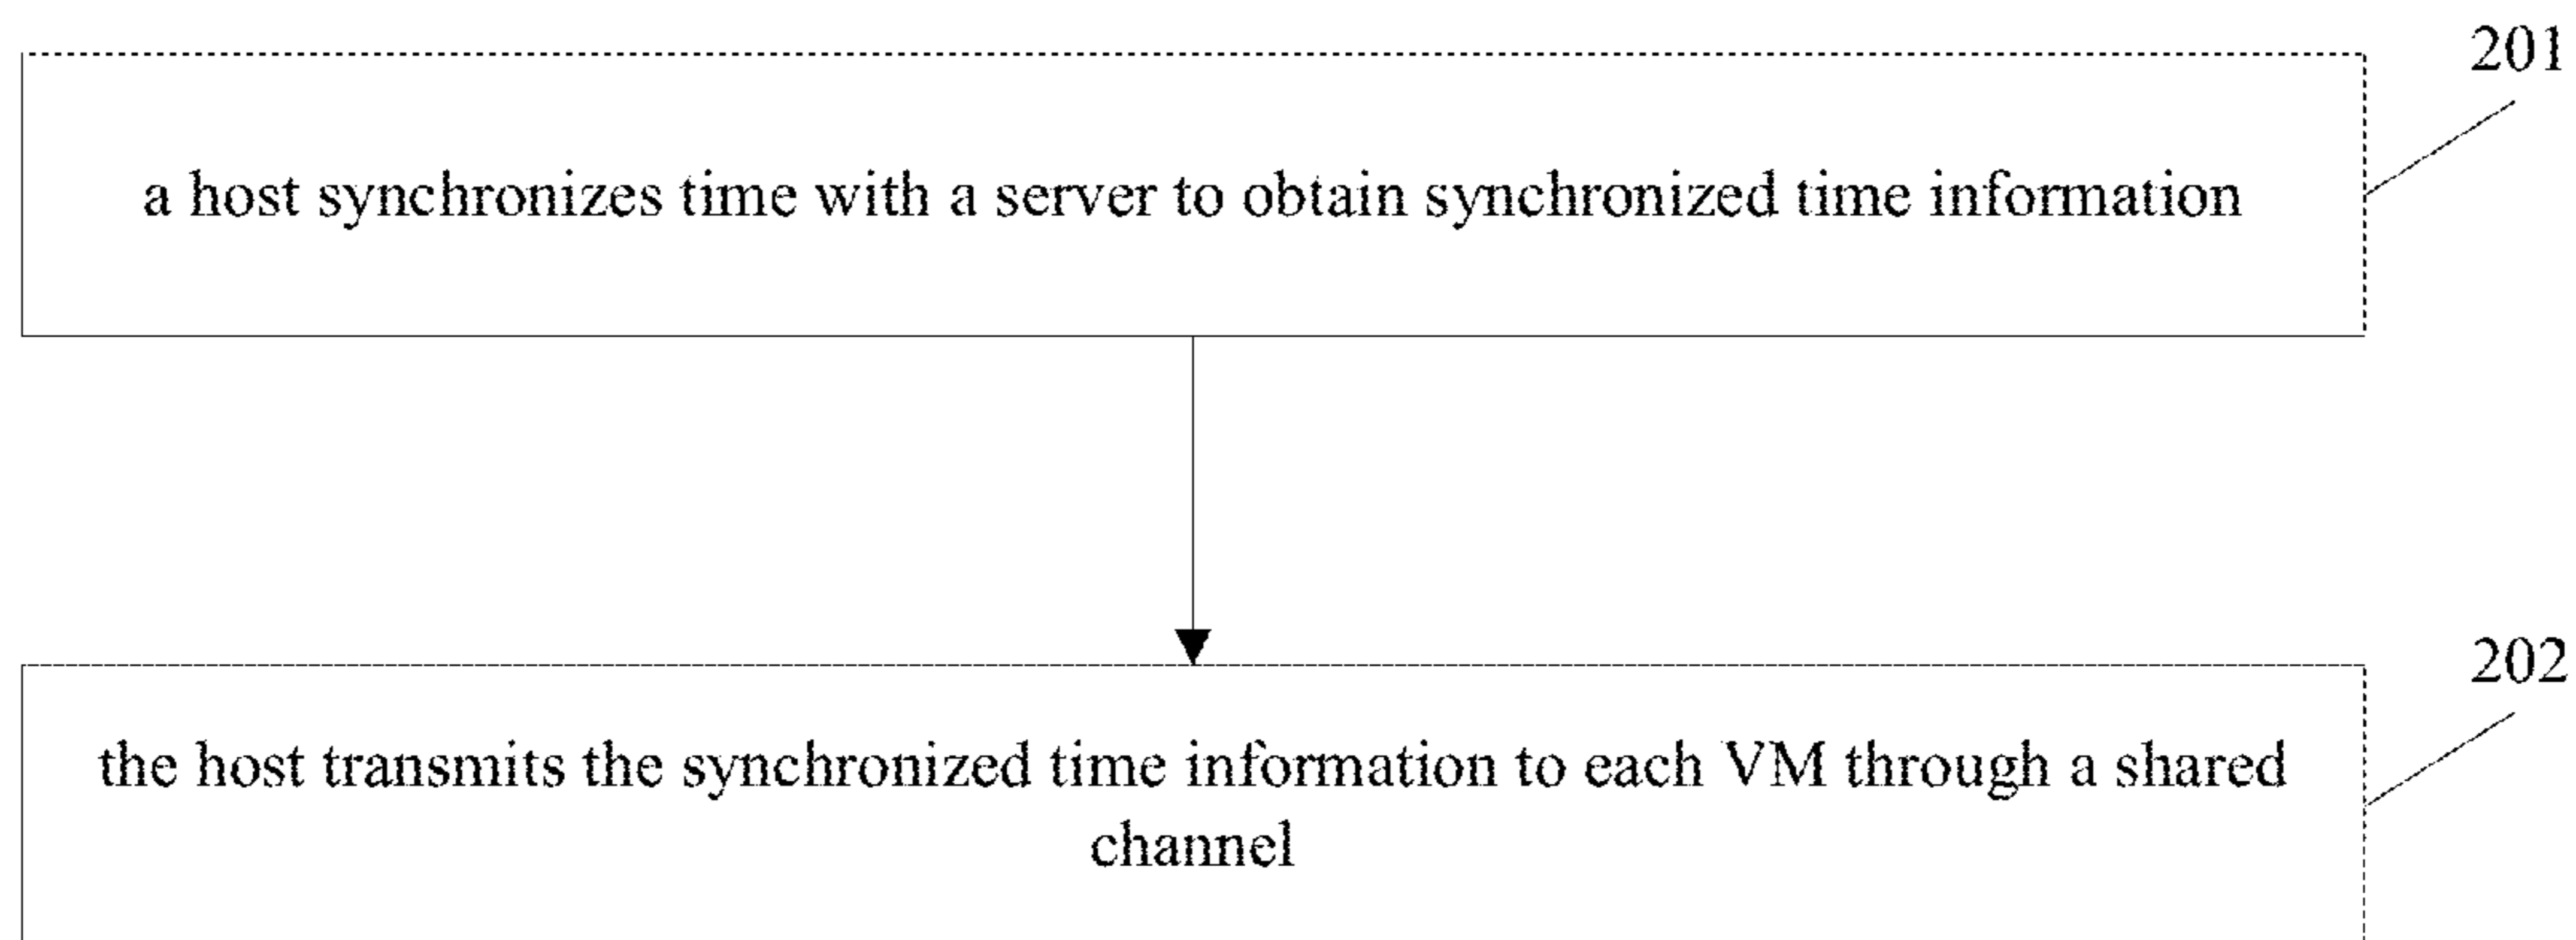 201
a host synchronizes time with a server to obtain synchronized time information
202
the host transmits the synchronized time information to each VM through a shared
channel